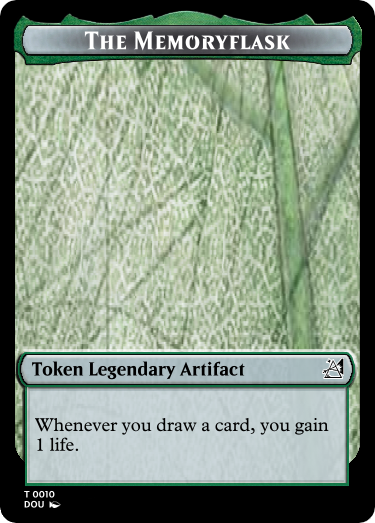 The Memoryflask
Token Legendary Artifact
Whenever you draw a card, you gain
1 life.
T 0010
DOU